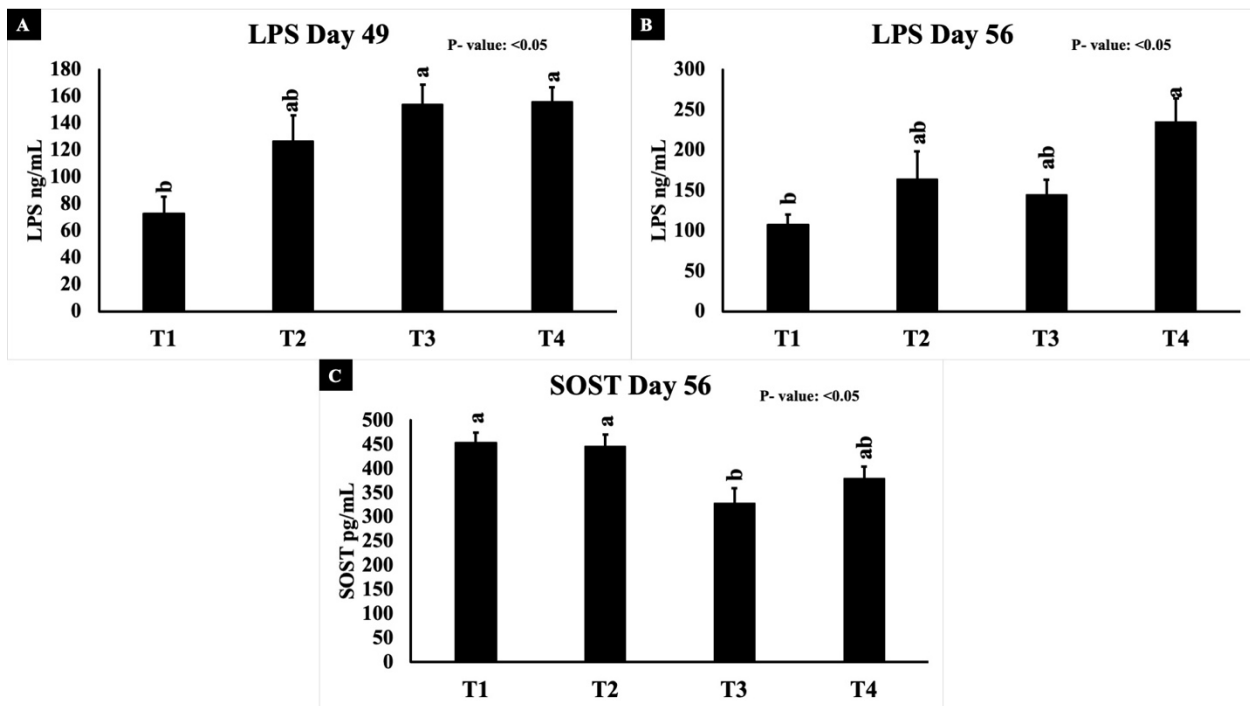 A
LPS Day 49
P- value: <0.05
LPS ng/mL
180
160
140
120
100
80
60
40
20
0
b
ab
a
a
T1 T2 T3 T4
B
LPS Day 56
P- value: <0.05
LPS ng/mL
300
250
200
150
100
50
0
b
ab
ab
a
T1 T2 T3 T4
C
SOST Day 56
P- value: <0.05
SOST pg/mL
500
450
400
350
300
250
200
150
100
50
0
a
a
b
ab
T1 T2 T3 T4